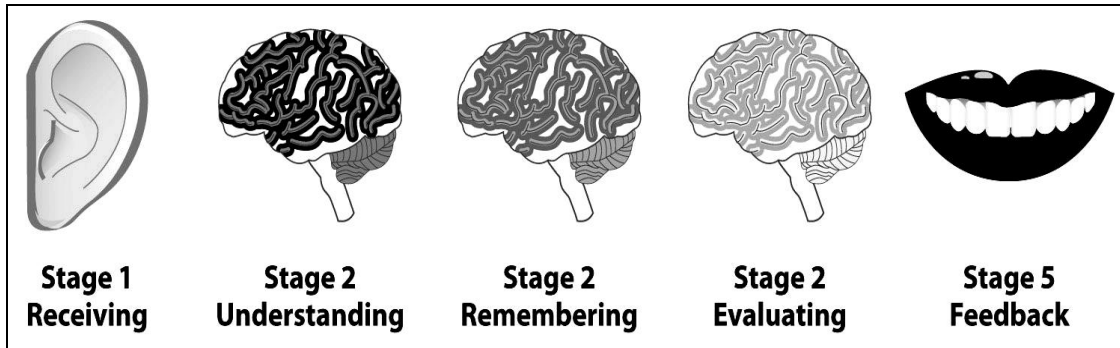 Stage 1
Receiving
Stage 2
Understanding
Stage 2
Remembering
Stage 2
Evaluating
Stage 5
Feedback